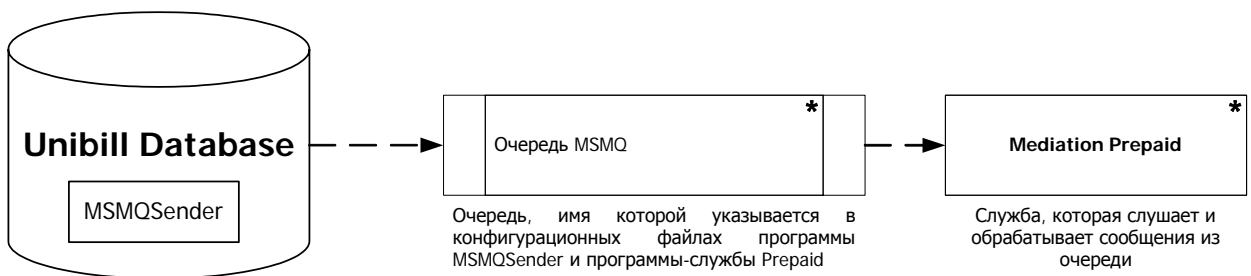 Unibill Database
MSMQSender
*
Очередь MSMQ
Очередь, имя которой указывается в
конфигурационных файлах программы
MSMQSender и программы-службы Prepaid
*
Mediation Prepaid
Служба, которая слушает и
обрабатывает сообщения из
очереди